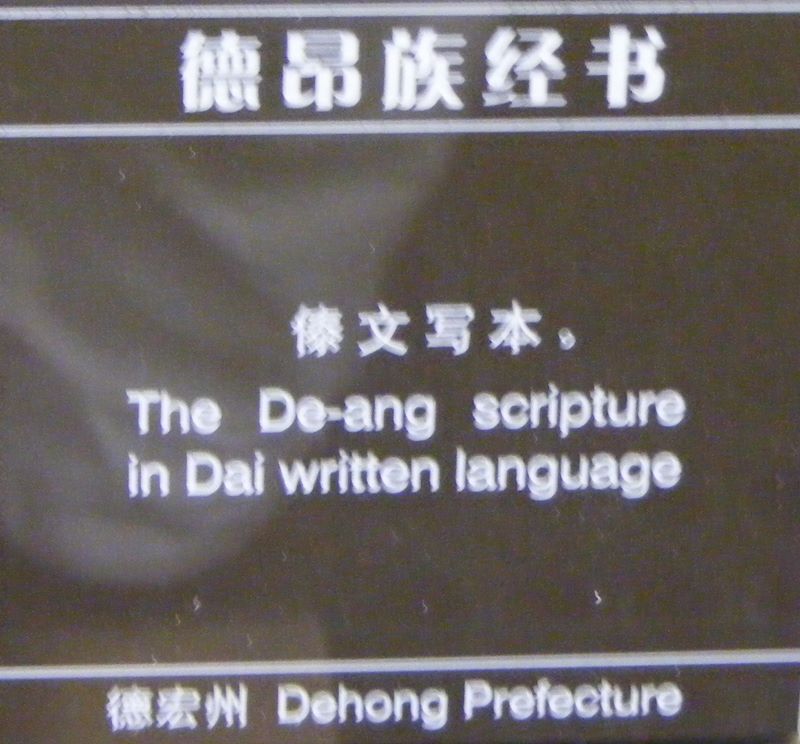 德昂族经书
傣文写本。
The De-ang scripture
in Dai written language
德宏州 Dehong Prefecture